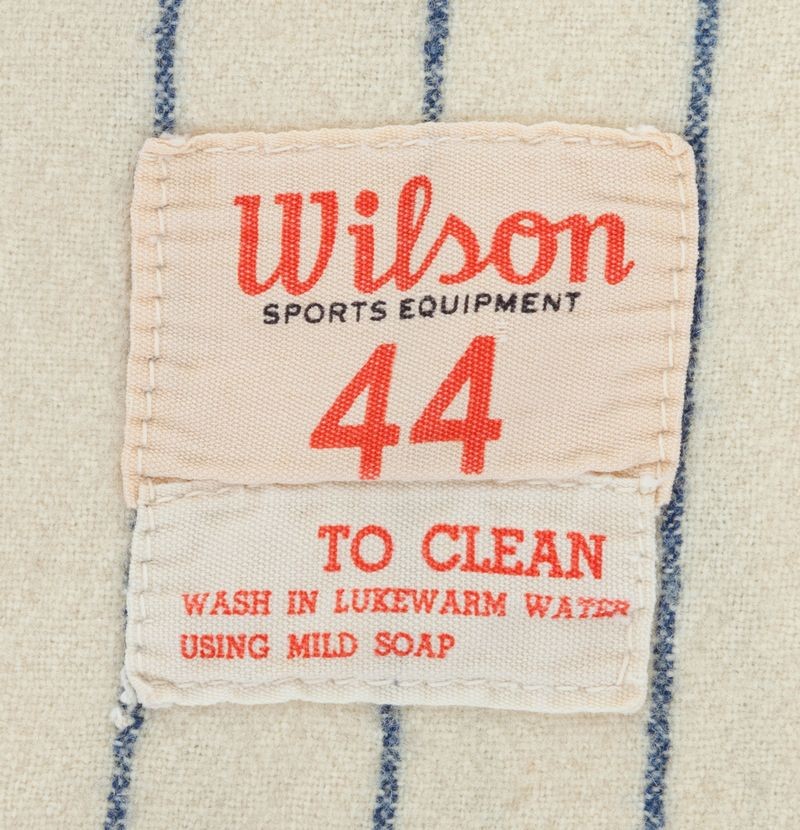 Wilson
SPORTS EQUIPMENT
44
TO CLEAN
WASH IN LUKEWARM WATER
USING MILD SOAP